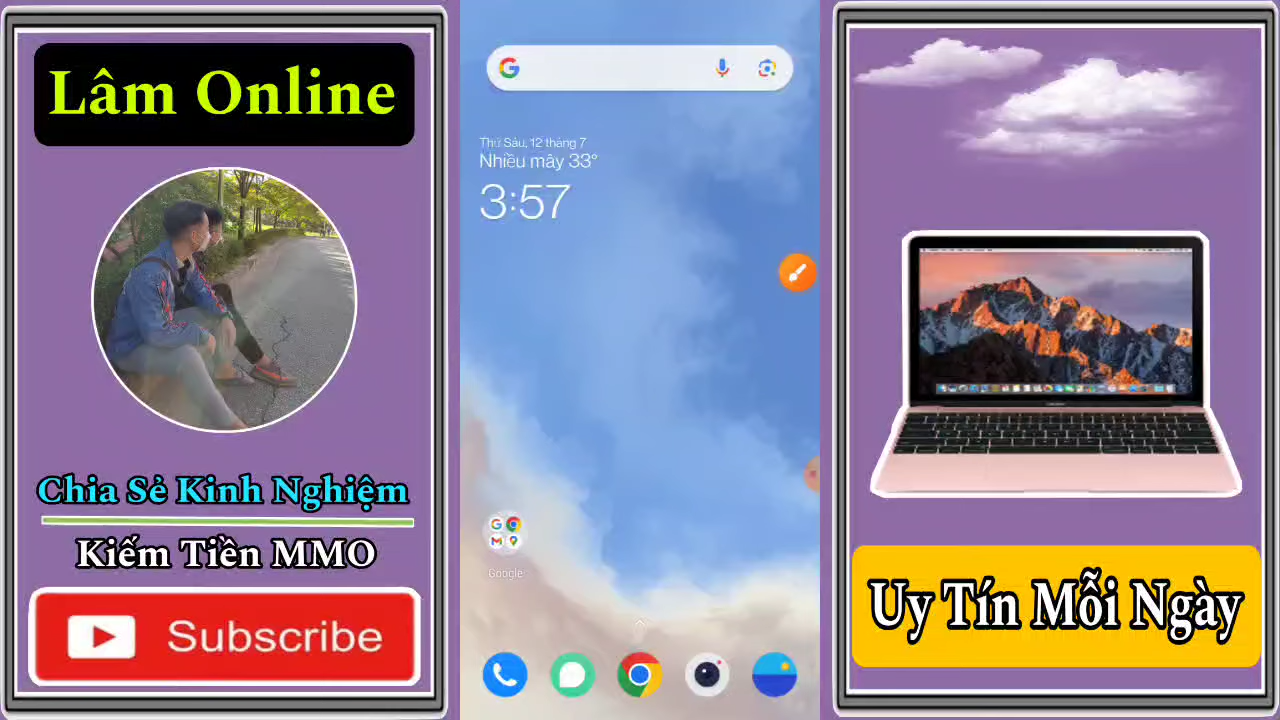 Lâm Online
Chia Sẻ Kinh Nghiệm
Kiếm Tiền MMO
Subscribe
Thứ Sáu, 12 tháng 7
Nhiều mây 33°
3:57
Google
Uy Tín Mỗi Ngày